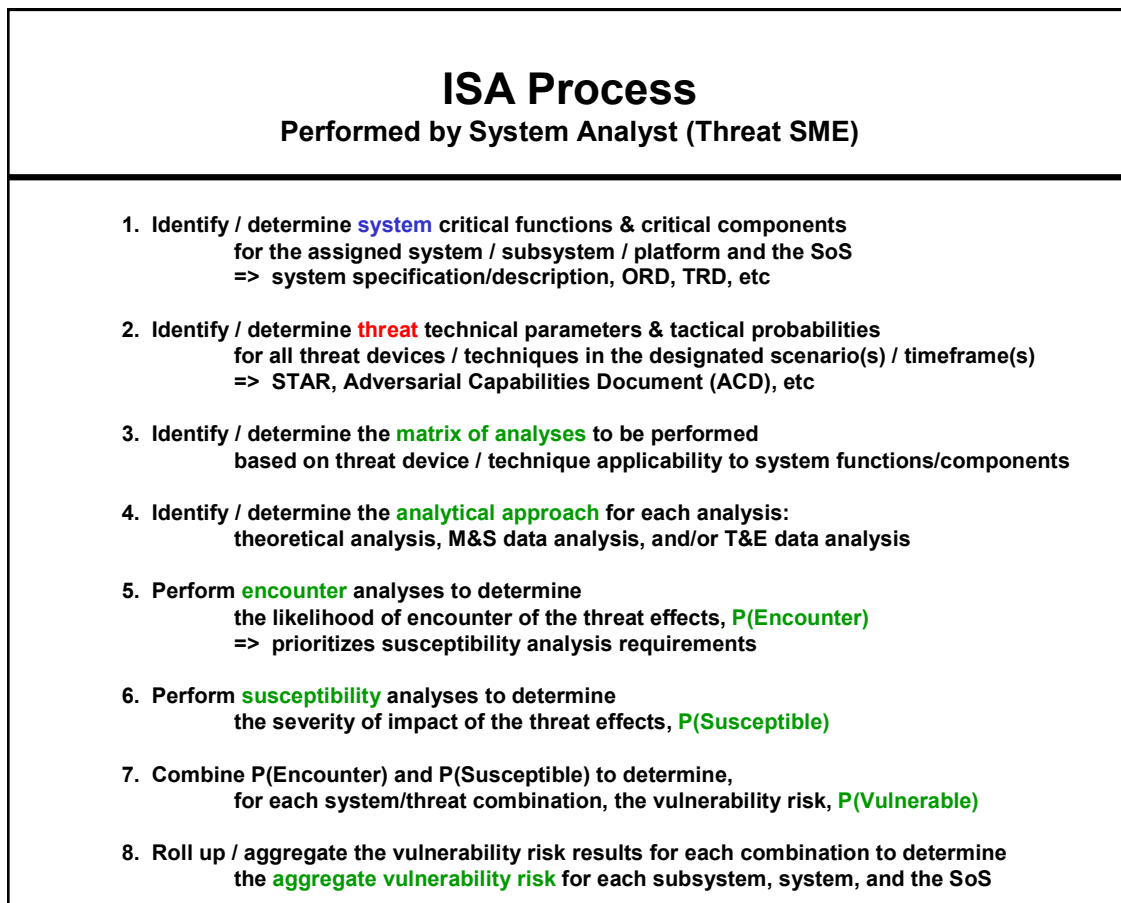 ISA Process
Performed by System Analyst (Threat SME)
1. Identify / determine system critical functions & critical components
for the assigned system / subsystem / platform and the SoS
=> system specification/description, ORD, TRD, etc
2. Identify / determine threat technical parameters & tactical probabilities
for all threat devices / techniques in the designated scenario(s) / timeframe(s)
=> STAR, Adversarial Capabilities Document (ACD), etc
3. Identify / determine the matrix of analyses to be performed
based on threat device / technique applicability to system functions/components
4. Identify / determine the analytical approach for each analysis:
theoretical analysis, M&S data analysis, and/or T&E data analysis
5. Perform encounter analyses to determine
the likelihood of encounter of the threat effects, P(Encounter)
=> prioritizes susceptibility analysis requirements
6. Perform susceptibility analyses to determine
the severity of impact of the threat effects, P(Susceptible)
7. Combine P(Encounter) and P(Susceptible) to determine,
for each system/threat combination, the vulnerability risk, P(Vulnerable)
8. Roll up / aggregate the vulnerability risk results for each combination to determine
the aggregate vulnerability risk for each subsystem, system, and the SoS